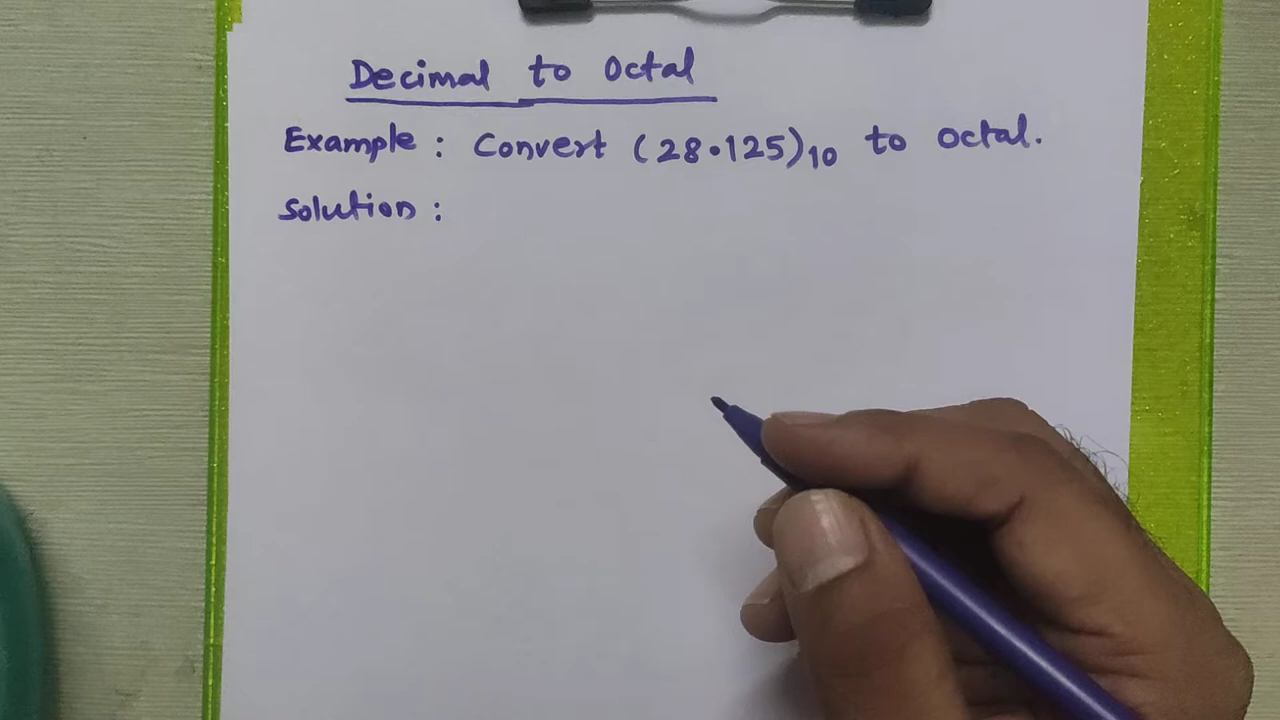 Decimal to Octal
Example : Convert (28.125)₁₀ to Octal.
Solution :